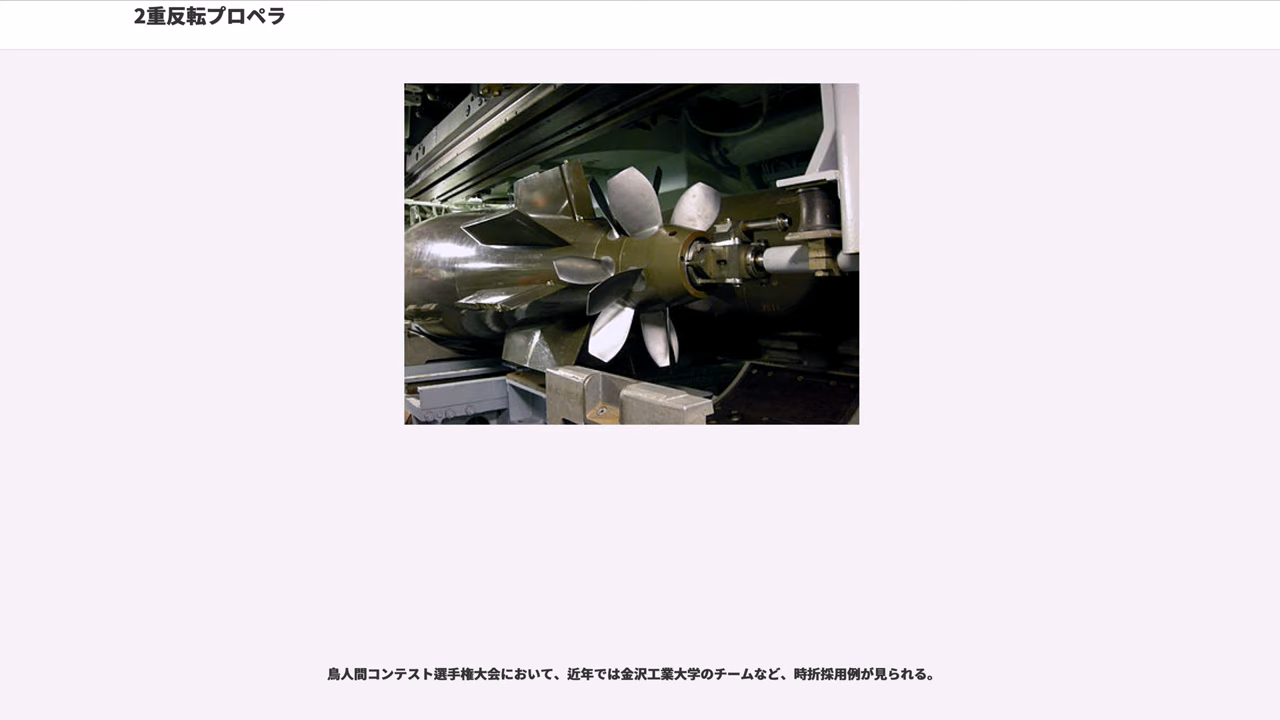 2重反転プロペラ
鳥人間コンテスト選手権大会において、近年では金沢工業大学のチームなど、時折採用例が見られる。